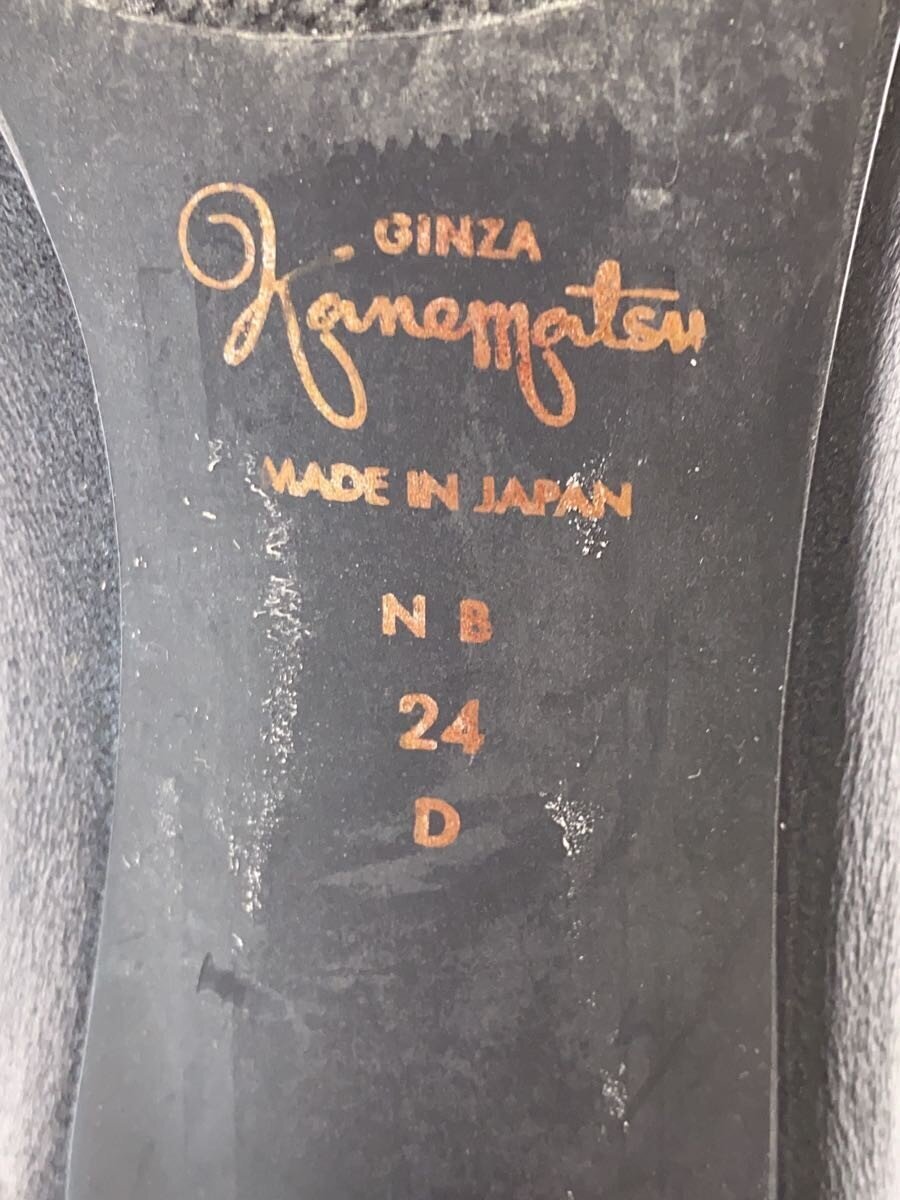 GINZA
Kanematsu
MADE IN JAPAN
N B
24
D